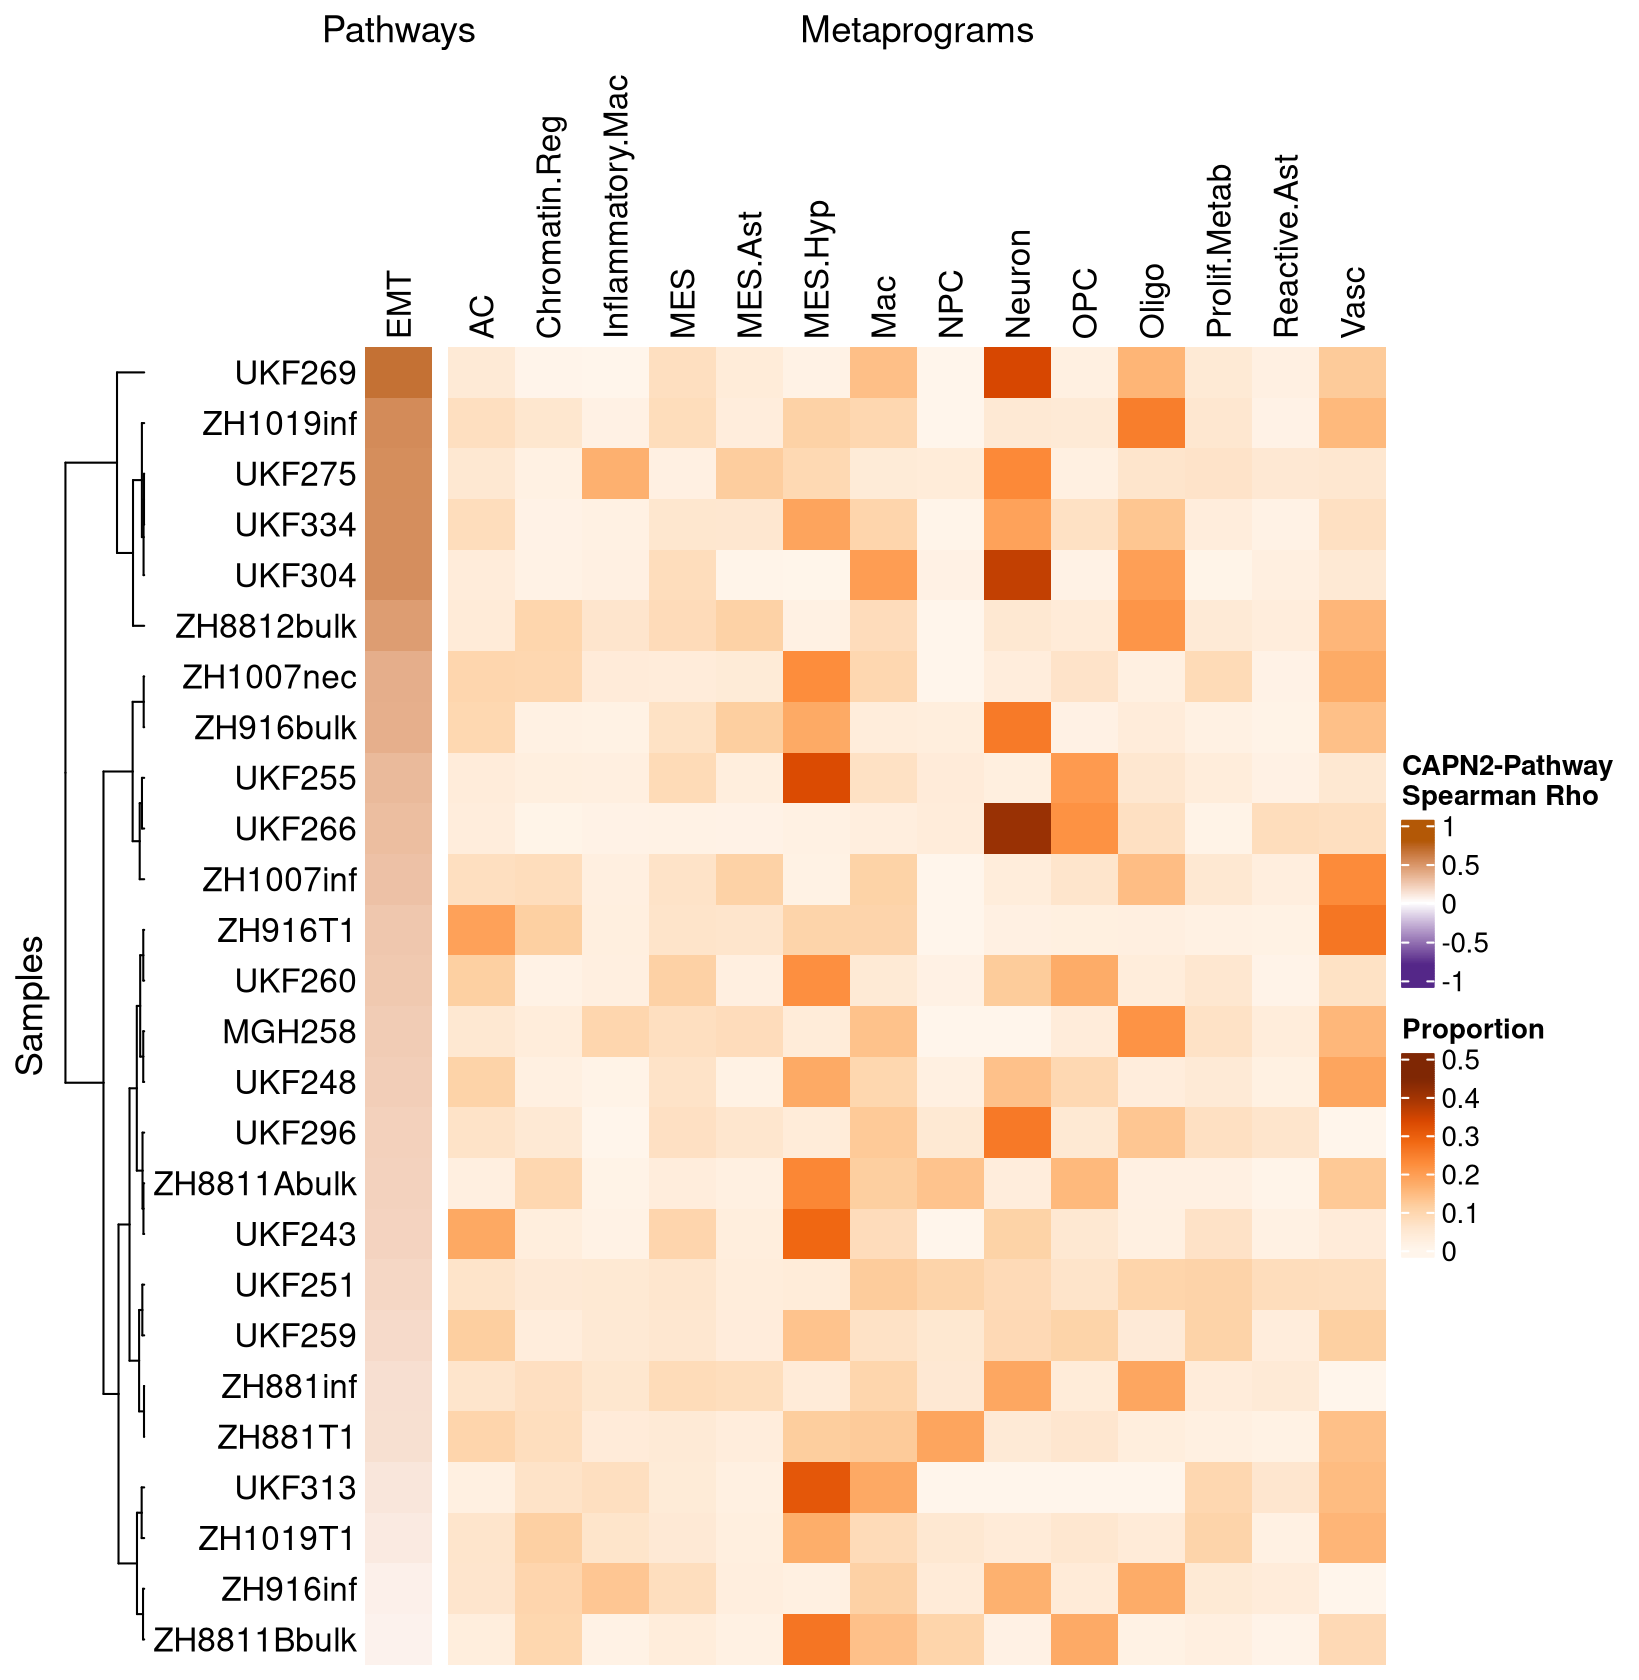 Pathways
Metaprograms
EMT
AC
Chromatin.Reg
Inflammatory.Mac
MES
MES.Ast
MES.Hyp
Mac
NPC
Neuron
OPC
Oligo
Prolif.Metab
Reactive.Ast
Vasc
Samples
UKF269
ZH1019inf
UKF275
UKF334
UKF304
ZH8812bulk
ZH1007nec
ZH916bulk
UKF255
UKF266
ZH1007inf
ZH916T1
UKF260
MGH258
UKF248
UKF296
ZH8811Abulk
UKF243
UKF251
UKF259
ZH881inf
ZH881T1
UKF313
ZH1019T1
ZH916inf
ZH8811Bbulk
CAPN2-Pathway
Spearman Rho
1
0.5
0
-0.5
-1
Proportion
0.5
0.4
0.3
0.2
0.1
0